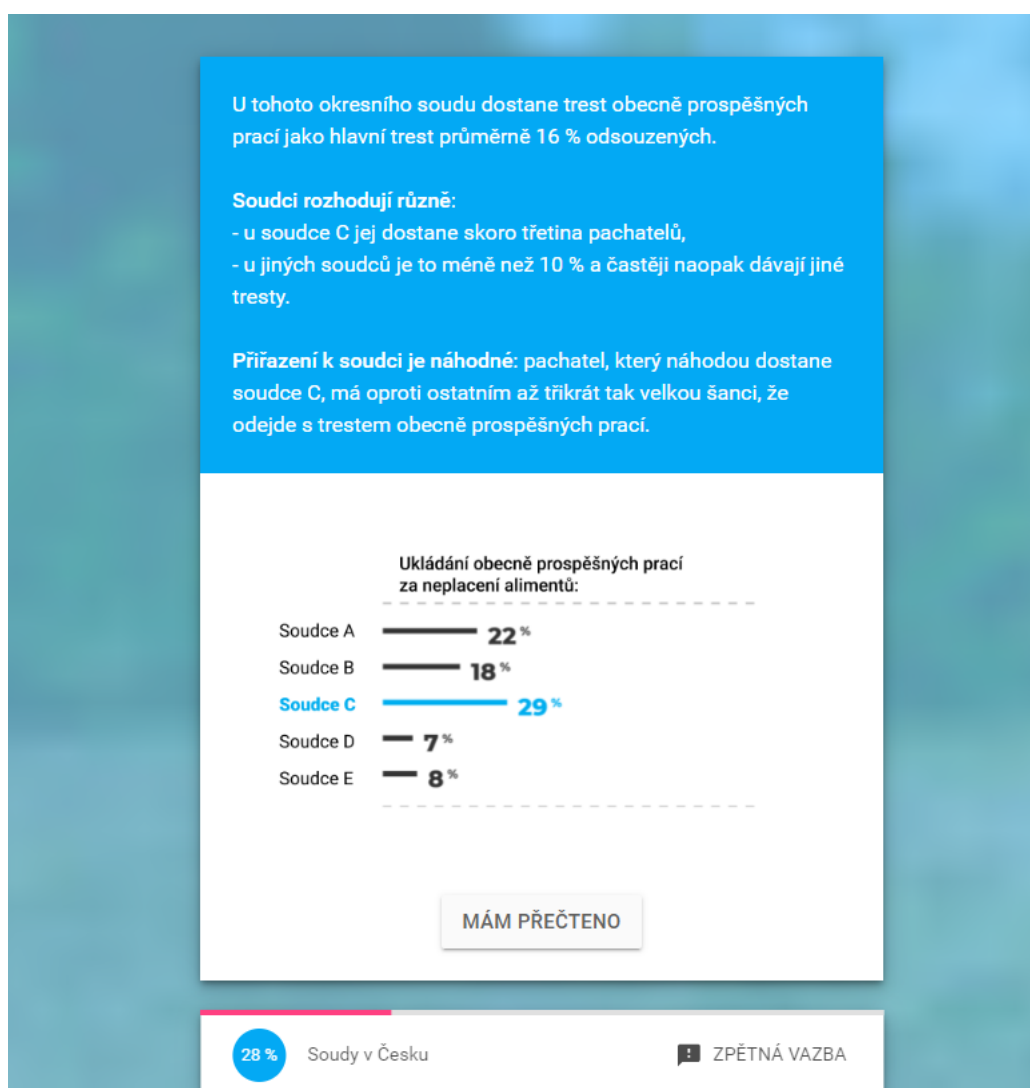 U tohoto okresního soudu dostane trest obecně prospěšných
prací jako hlavní trest průměrně 16 % odsouzených.
Soudci rozhodují různě:
- u soudce C jej dostane skoro třetina pachatelů,
- u jiných soudců je to méně než 10 % a častěji naopak dávají jiné
tresty.
Přiřazení k soudci je náhodné: pachatel, který náhodou dostane
soudce C, má oproti ostatním až třikrát tak velkou šanci, že
odejde s trestem obecně prospěšných prací.
Ukládání obecně prospěšných prací
za neplacení alimentů:
Soudce A 22 %
Soudce B 18 %
Soudce C 29 %
Soudce D 7 %
Soudce E 8 %
MÁM PŘEČTENO
28 % Soudy v Česku ZPĚTNÁ VAZBA